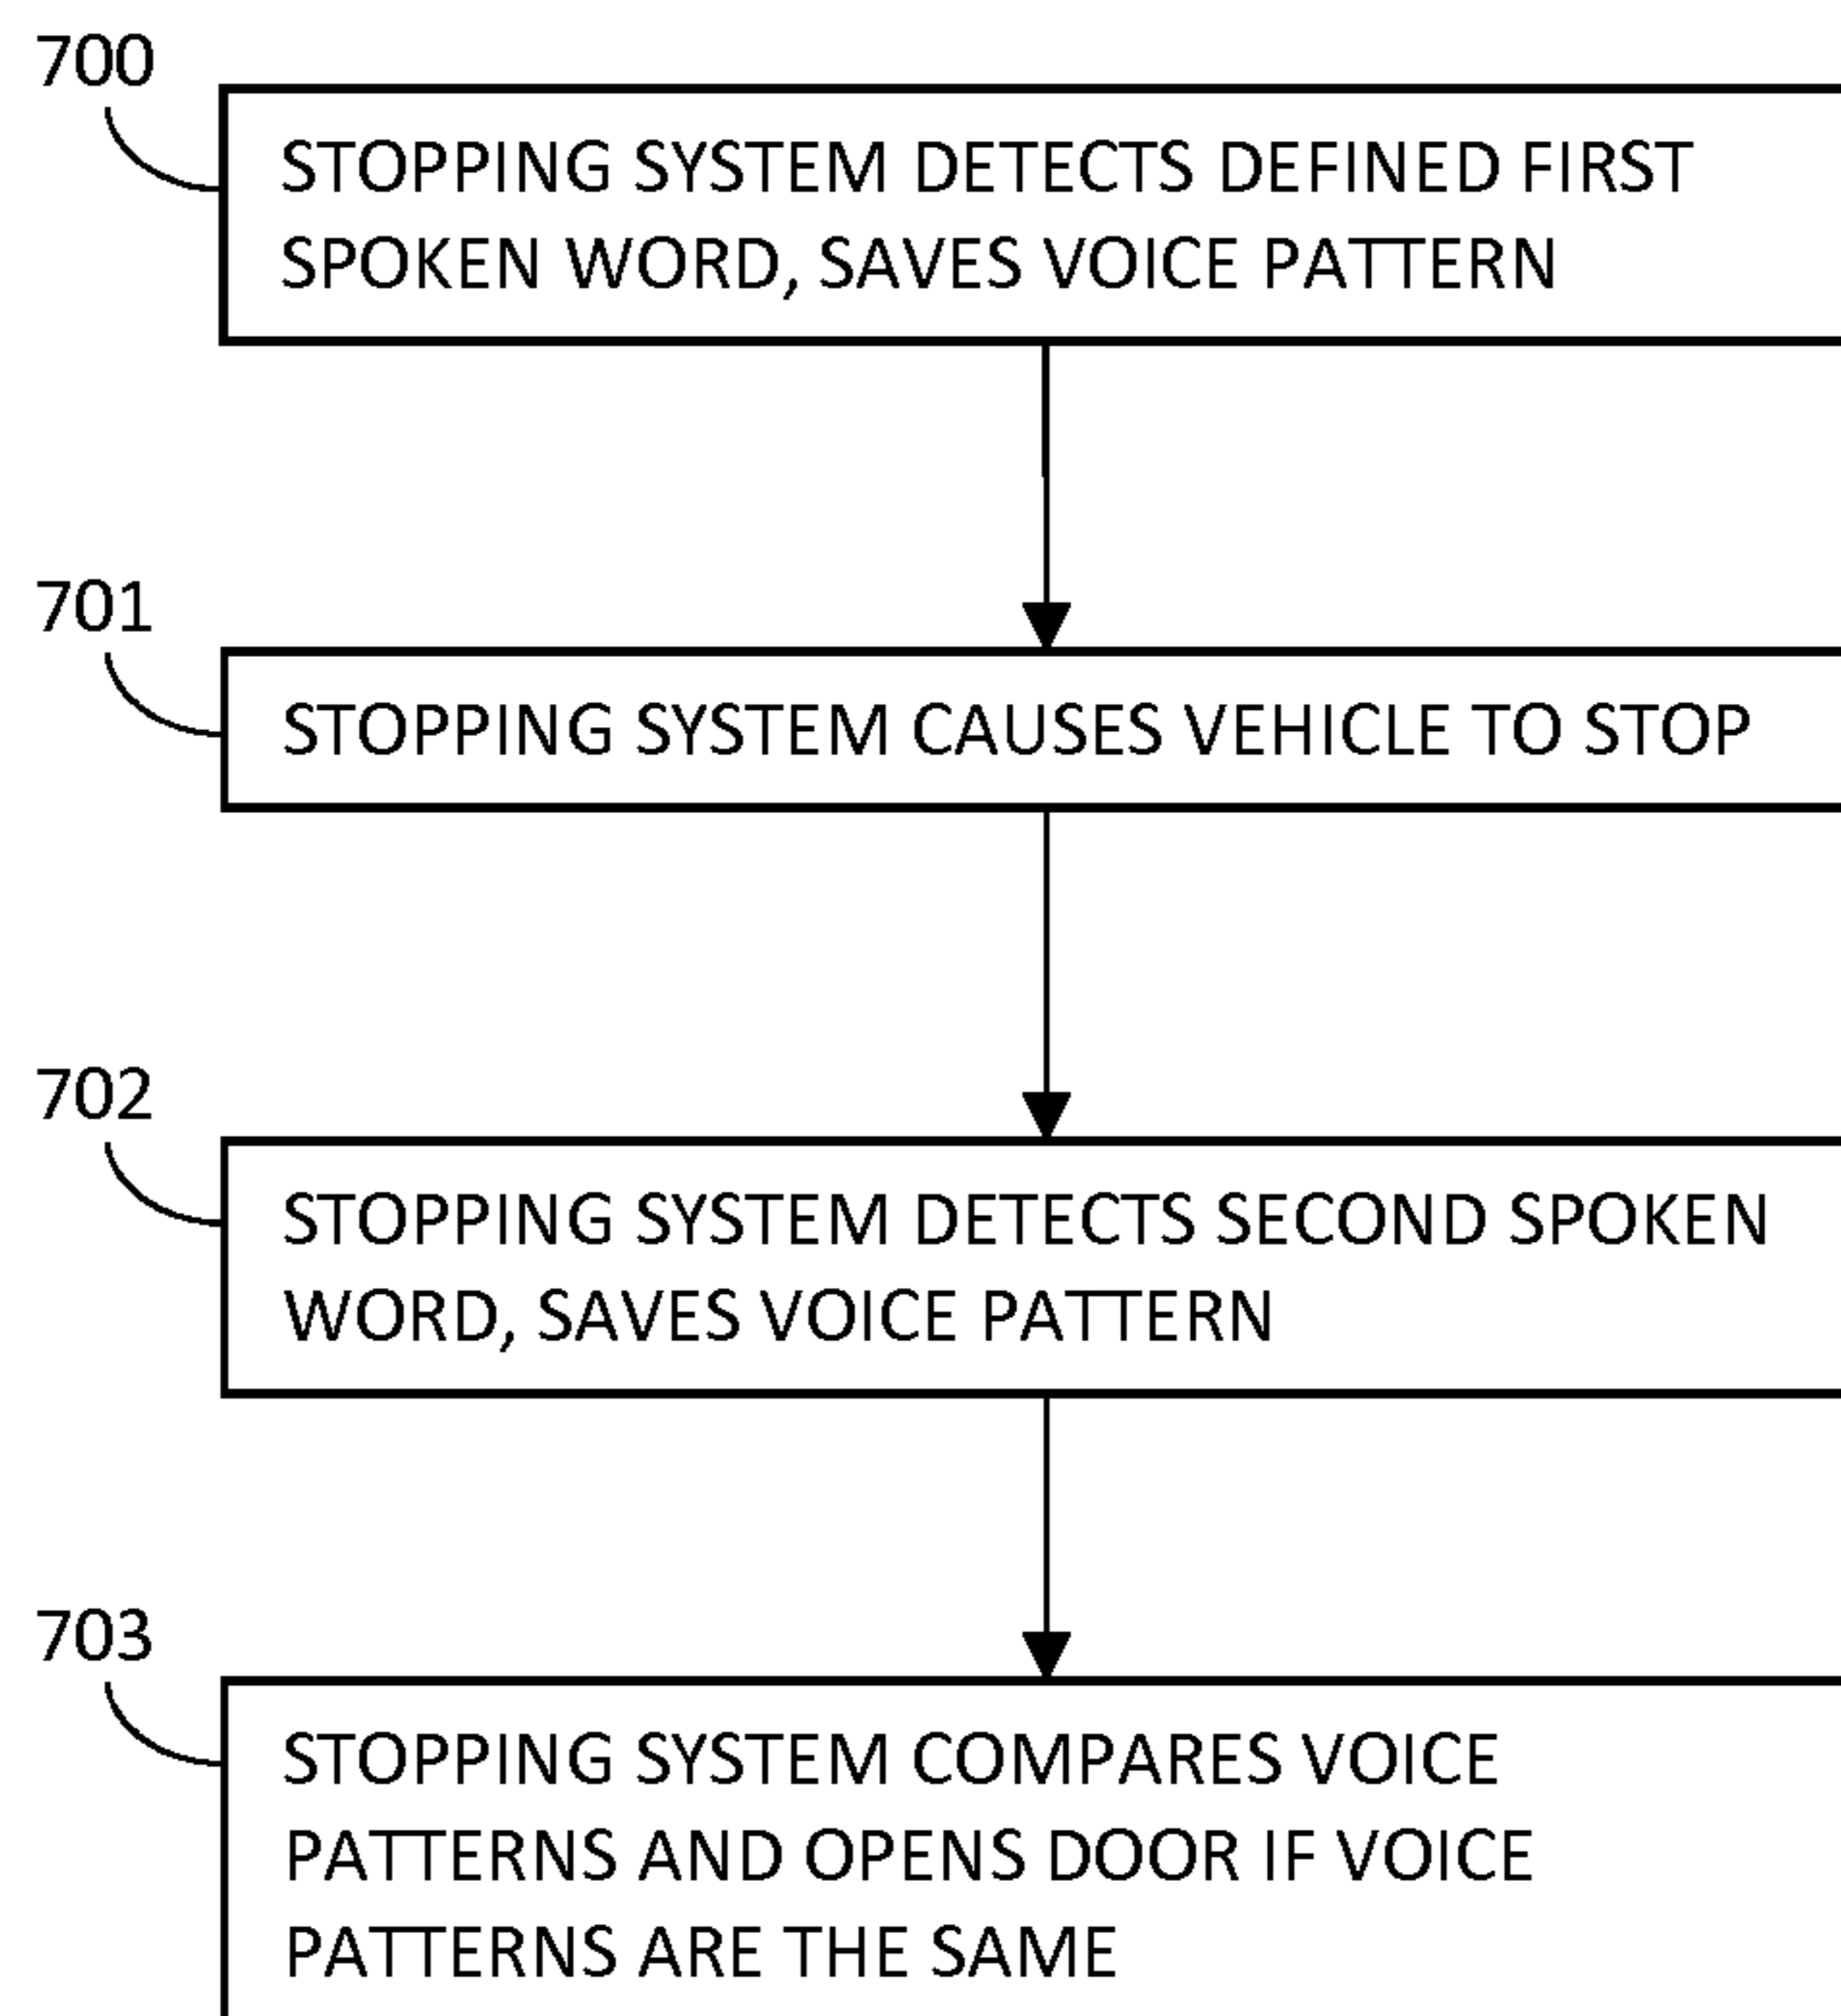 700
STOPPING SYSTEM DETECTS DEFINED FIRST
SPOKEN WORD, SAVES VOICE PATTERN
701
STOPPING SYSTEM CAUSES VEHICLE TO STOP
702
STOPPING SYSTEM DETECTS SECOND SPOKEN
WORD, SAVES VOICE PATTERN
703
STOPPING SYSTEM COMPARES VOICE
PATTERNS AND OPENS DOOR IF VOICE
PATTERNS ARE THE SAME